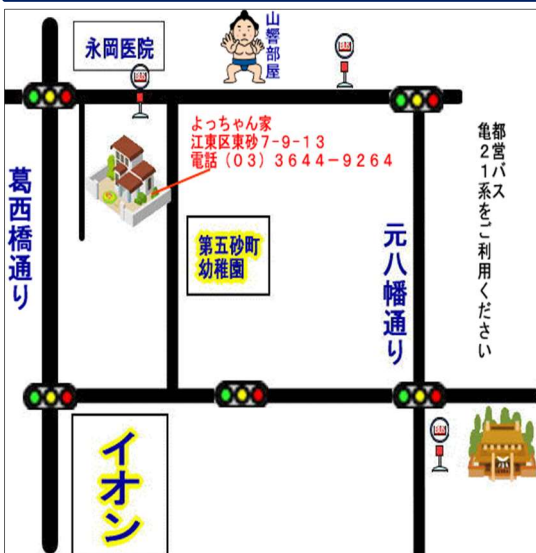 永岡医院
山響部屋
よっちゃん家
江東区東砂7-9-13
電話(03)3644-9264
葛西橋通り
第五砂町
幼稚園
元八幡通り
都営バス
亀21系をご利用ください
イオン